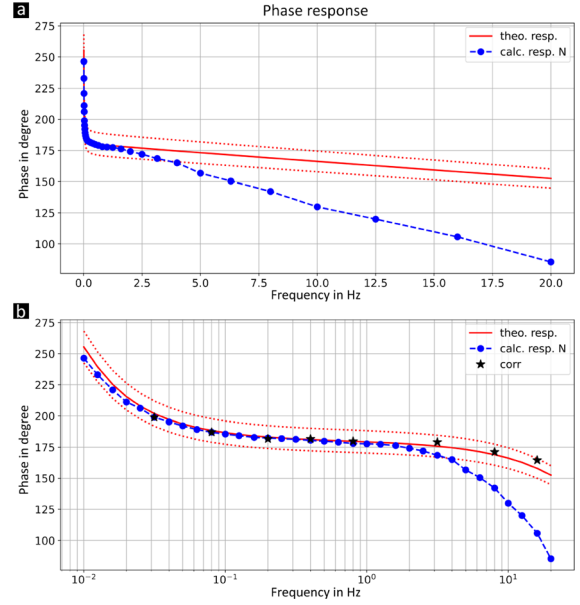 a
Phase response
275
250
225
200
175
150
125
100
Phase in degree
theo. resp.
calc. resp. N
0.0 2.5 5.0 7.5 10.0 12.5 15.0 17.5 20.0
Frequency in Hz
b
275
250
225
200
175
150
125
100
Phase in degree
theo. resp.
calc. resp. N
corr
10⁻² 10⁻¹ 10⁰ 10¹
Frequency in Hz